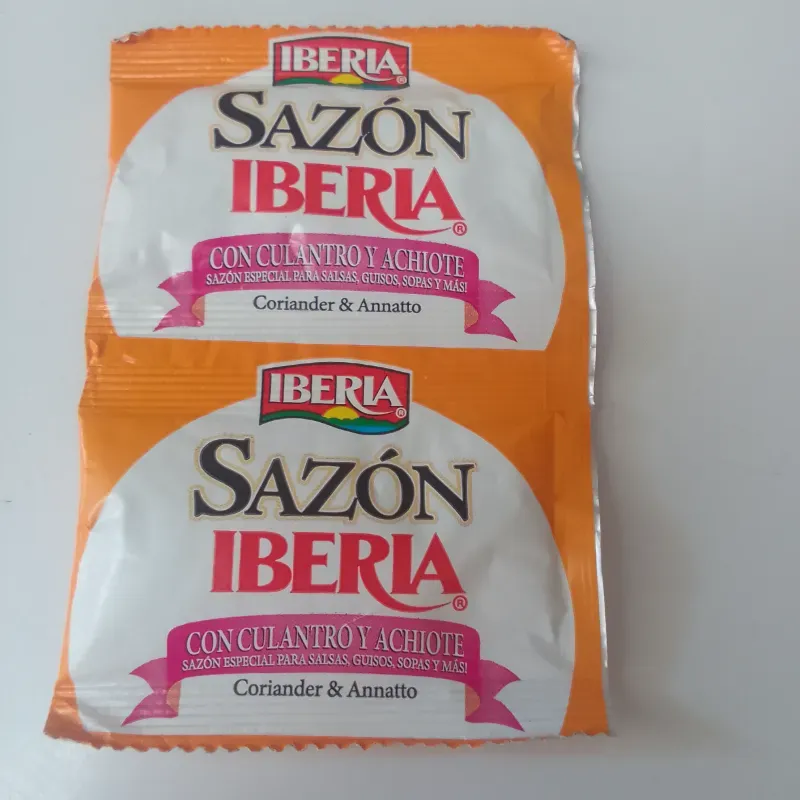 IBERIA®
SAZÓN
IBERIA®
CON CULANTRO Y ACHIOTE
SAZÓN ESPECIAL PARA SALSAS, GUISOS, SOPAS Y MÁS!
Coriander & Annatto
IBERIA®
SAZÓN
IBERIA®
CON CULANTRO Y ACHIOTE
SAZÓN ESPECIAL PARA SALSAS, GUISOS, SOPAS Y MÁS!
Coriander & Annatto